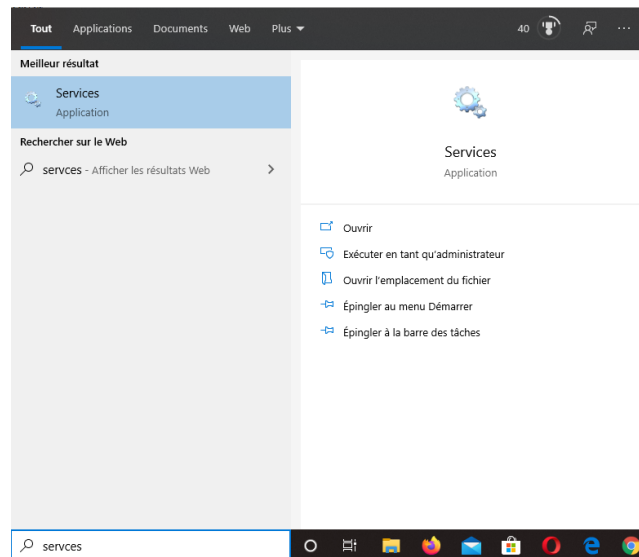 Tout Applications Documents Web Plus 40 ...
Meilleur résultat
Services
Application
Rechercher sur le Web
servces - Afficher les résultats Web
Services
Application
Ouvrir
Exécuter en tant qu'administrateur
Ouvrir l'emplacement du fichier
Épingler au menu Démarrer
Épingler à la barre des tâches
servces